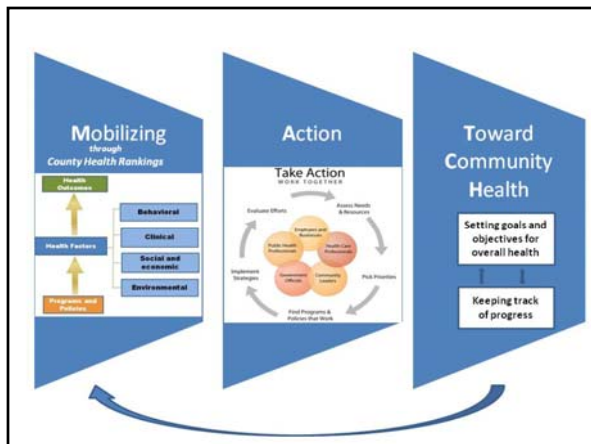 Mobilizing
through
County Health Rankings
Health
Outcomes
Health Factors
Programs and
Policies
Behavioral
Clinical
Social and
economic
Environmental
Action
Take Action
WORK TOGETHER
Assess Needs
& Resources
Pick Priorities
Find Programs &
Policies that Work
Implement
Strategies
Evaluate Efforts
Employers and
Businesses
Health Care
Professionals
Community
Leaders
Government
Officials
Public Health
Professionals
Toward
Community
Health
Setting goals and
objectives for
overall health
Keeping track
of progress